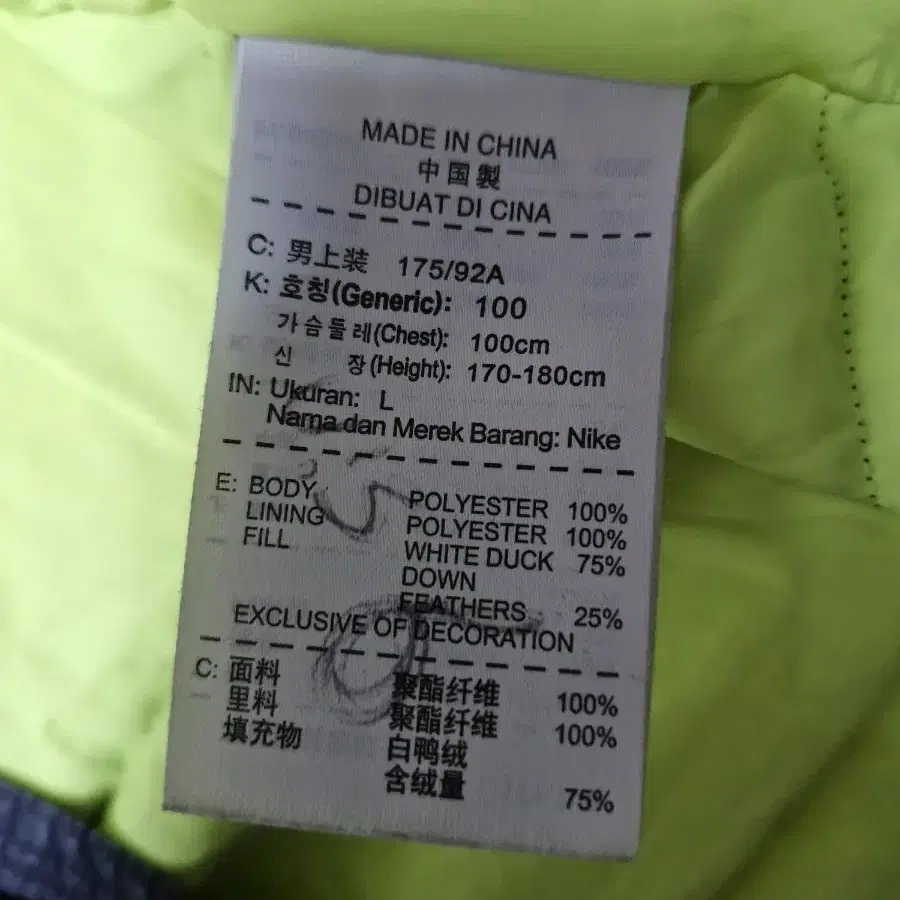 MADE IN CHINA
中国製
DIBUAT DI CINA
C: 男上装 175/92A
K: 호칭(Generic): 100
가슴둘레(Chest): 100cm
신 장(Height): 170-180cm
IN: Ukuran: L
Nama dan Merek Barang: Nike
E: BODY POLYESTER 100%
LINING POLYESTER 100%
FILL WHITE DUCK 75%
DOWN
FEATHERS 25%
EXCLUSIVE OF DECORATION
C: 面料 聚酯纤维 100%
里料 聚酯纤维 100%
填充物 白鸭绒
含绒量 75%